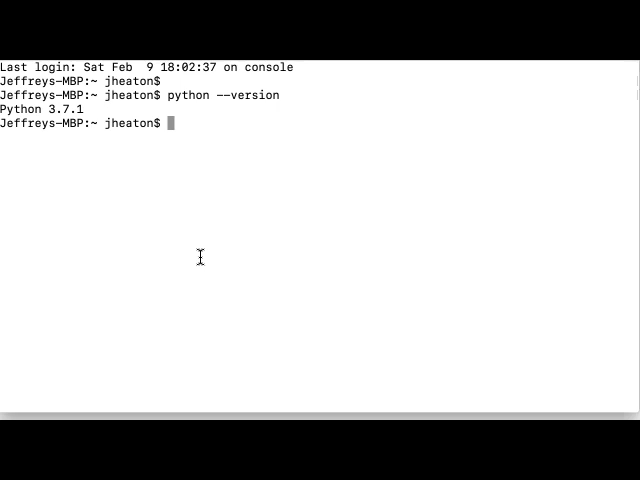 Last login: Sat Feb  9 18:02:37 on console
Jeffreys-MBP:~ jheaton$
Jeffreys-MBP:~ jheaton$ python --version
Python 3.7.1
Jeffreys-MBP:~ jheaton$